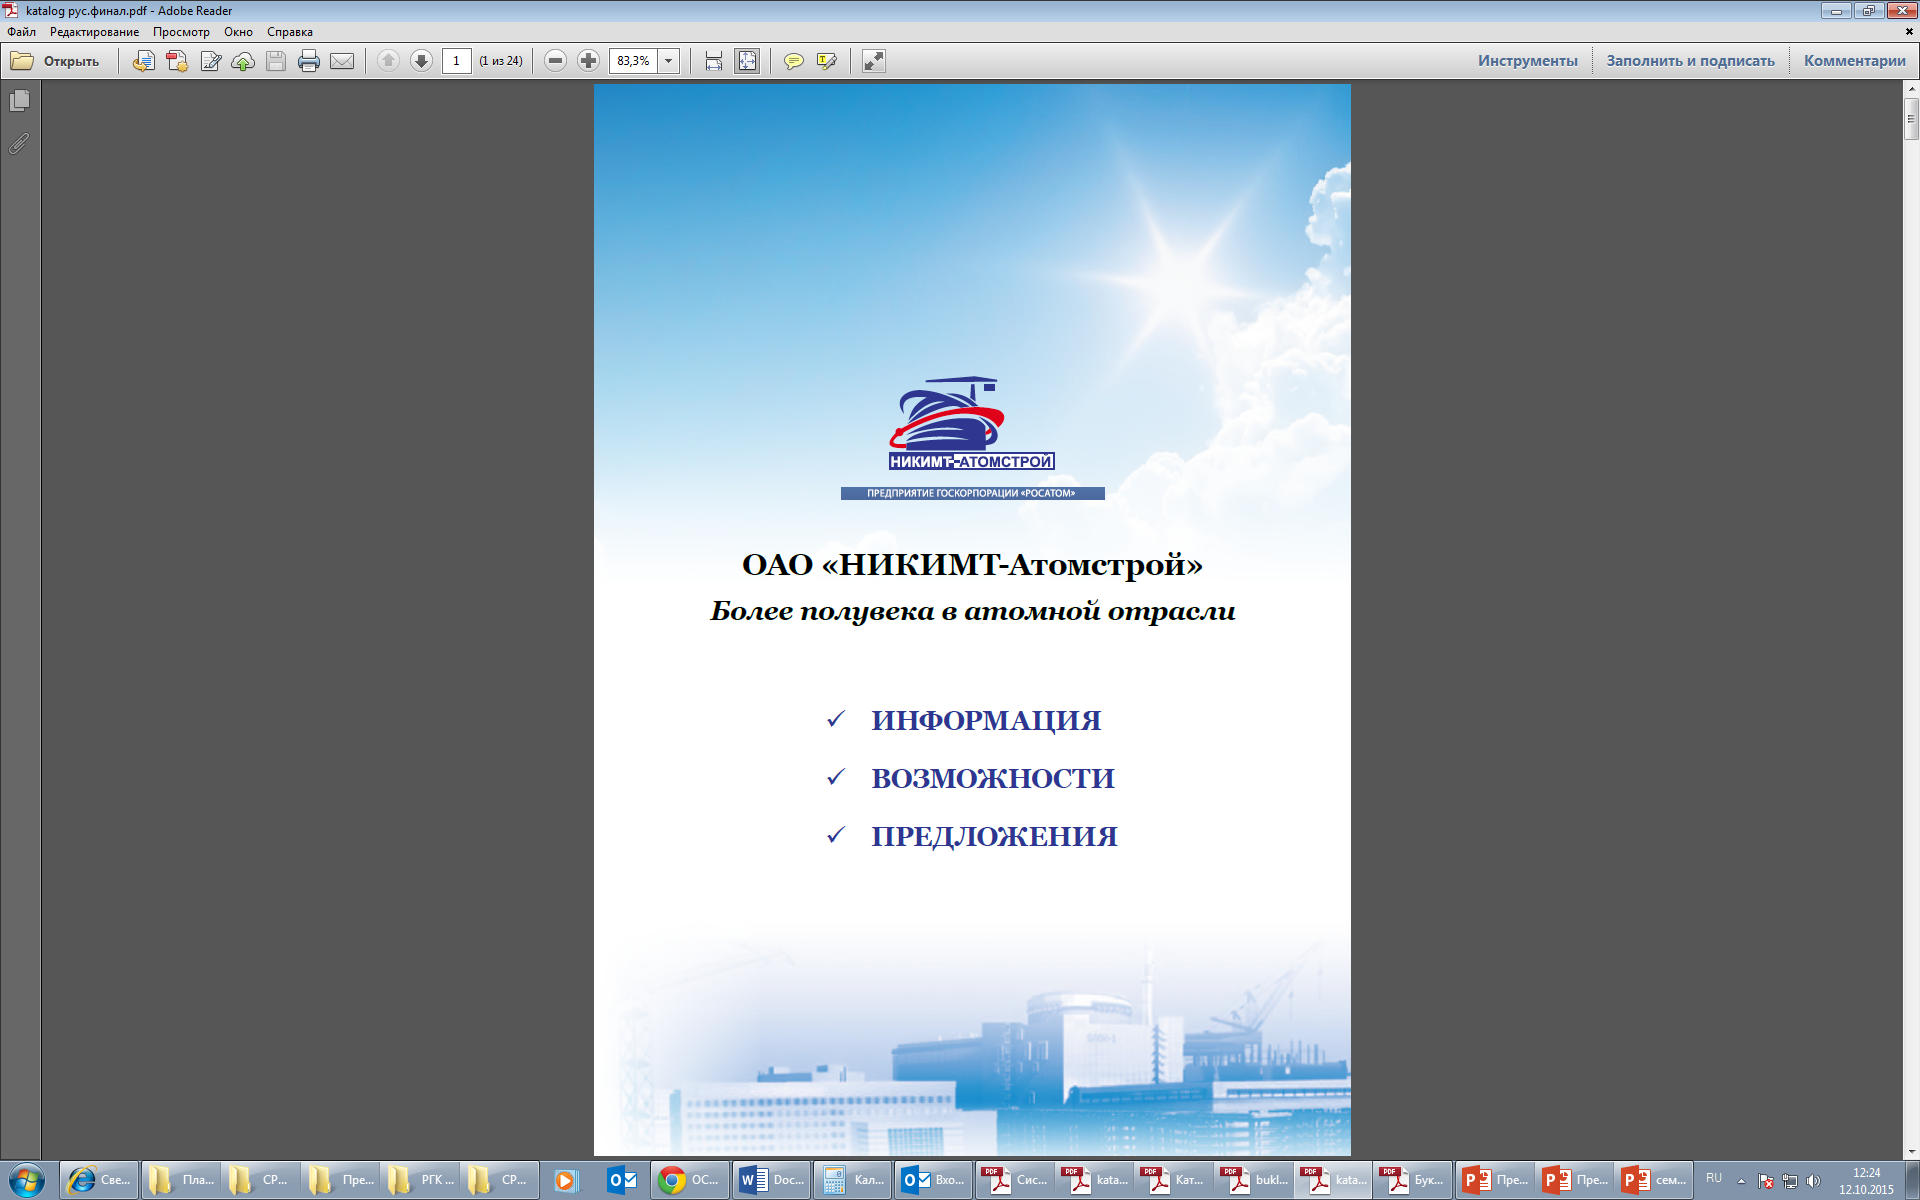 katalog рус.финал.pdf - Adobe Reader
Файл Редактирование Просмотр Окно Справка
Открыть 1 (1 из 24) 83,3% Инструменты Заполнить и подписать Комментарии
НИКИМТ-АТОМСТРОЙ
ПРЕДПРИЯТИЕ ГОСКОРПОРАЦИИ «РОСАТОМ»
ОАО «НИКИМТ-Атомстрой»
Более полувека в атомной отрасли
✓ ИНФОРМАЦИЯ
✓ ВОЗМОЖНОСТИ
✓ ПРЕДЛОЖЕНИЯ
Све... Пла... СР... Пре... РГК ... СР... ОС... Doc... Кал... Вхо... Сис... kata... Кат... bukl... kata... Бук... Пре... Пре... сем... RU 12:24
12.10.2015